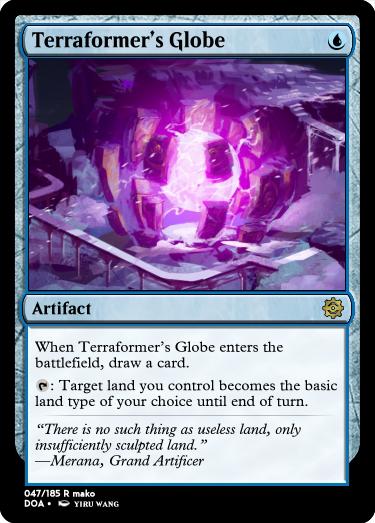 Terraformer's Globe
Artifact
When Terraformer's Globe enters the
battlefield, draw a card.
: Target land you control becomes the basic
land type of your choice until end of turn.
“There is no such thing as useless land, only
insufficiently sculpted land.”
—Merana, Grand Artificer
047/185 R mako
DOA • YIRU WANG